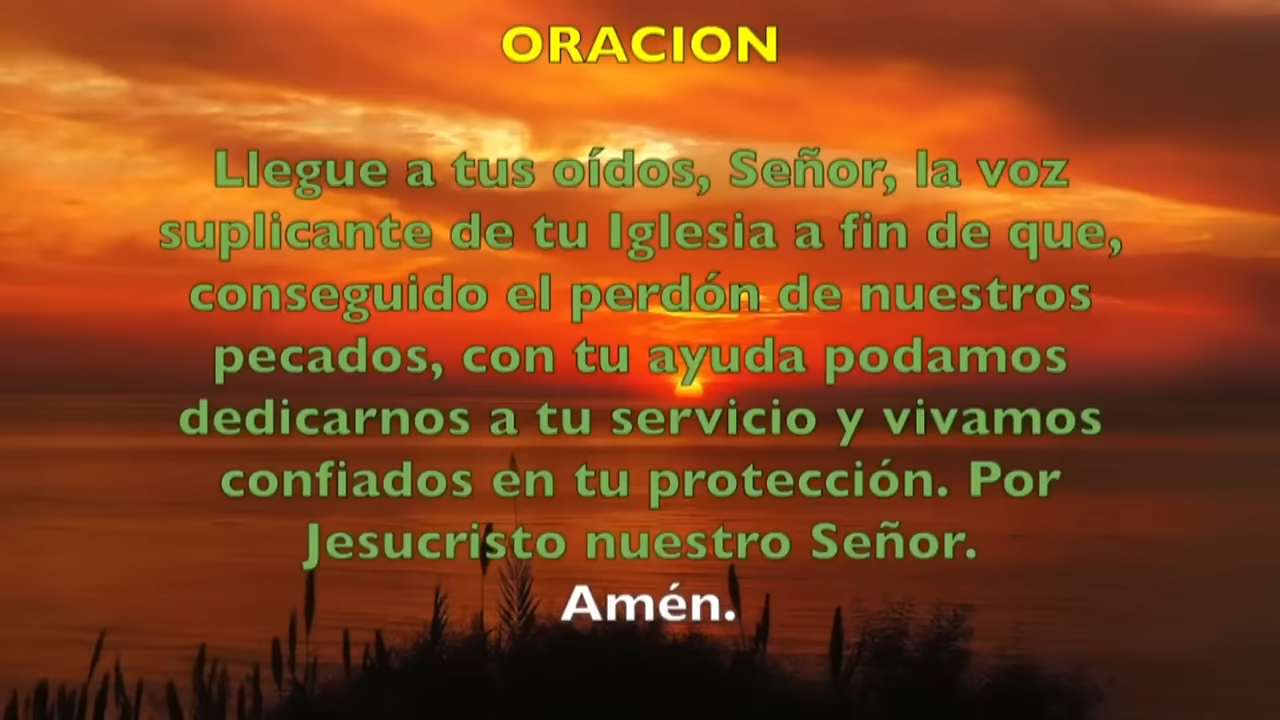 ORACION
Llegue a tus oídos, Señor, la voz
suplicante de tu Iglesia a fin de que,
conseguido el perdón de nuestros
pecados, con tu ayuda podamos
dedicarnos a tu servicio y vivamos
confiados en tu protección. Por
Jesucristo nuestro Señor.
Amén.